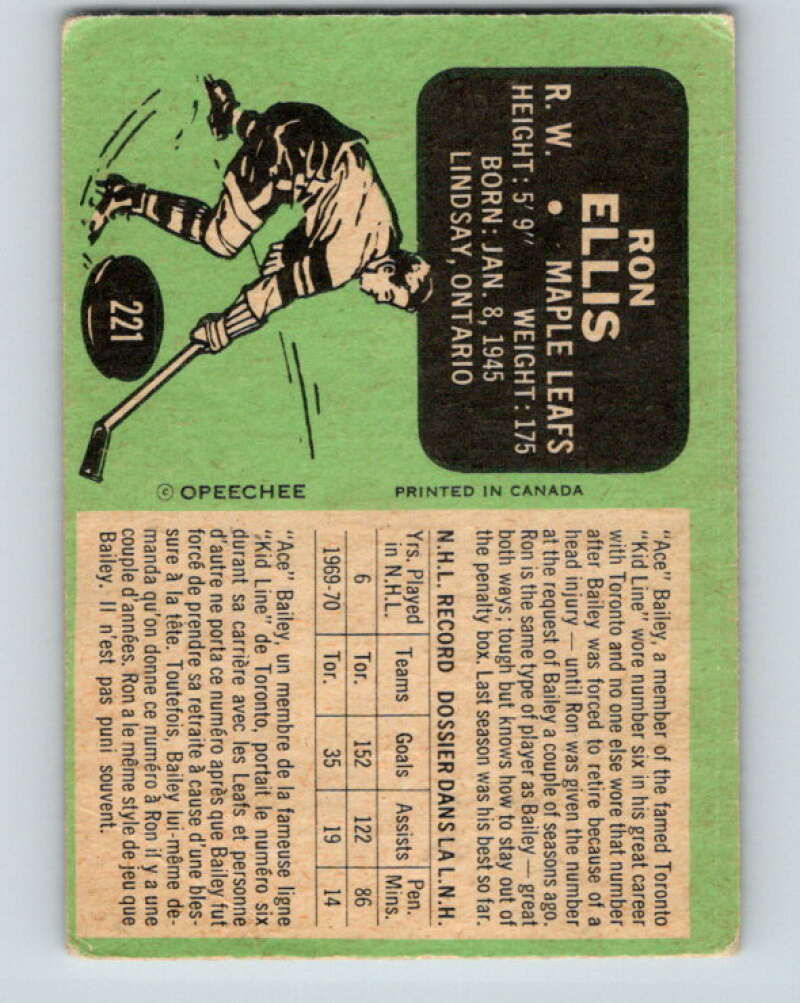 RON
ELLIS
R. W. • MAPLE LEAFS
HEIGHT: 5' 9" WEIGHT: 175
BORN: JAN. 8, 1945
LINDSAY, ONTARIO
221
© OPEECHEE
PRINTED IN CANADA
"Ace" Bailey, a member of the famed Toronto
"Kid Line" wore number six in his great career
with Toronto and no one else wore that number
after Bailey was forced to retire because of a
head injury — until Ron was given the number
at the request of Bailey a couple of seasons ago.
Ron is the same type of player as Bailey — great
both ways; tough but knows how to stay out of
the penalty box. Last season was his best so far.
N.H.L. RECORD DOSSIER DANS LA L.N.H.
Yrs. Played in N.H.L. Teams Goals Assists Pen. Mins.
6 Tor. 152 122 86
1969-70 Tor. 35 19 14
"Ace" Bailey, un membre de la fameuse ligne
"Kid Line" de Toronto, portait le numéro six
durant sa carrière avec les Leafs et personne
d'autre ne porta ce numéro après que Bailey fut
forcé de prendre sa retraite à cause d'une bles-
sure à la tête. Toutefois, Bailey lui-même de-
manda qu'on donne ce numéro à Ron il y a une
couple d'années. Ron a le même style de jeu que
Bailey. Il n'est pas puni souvent.